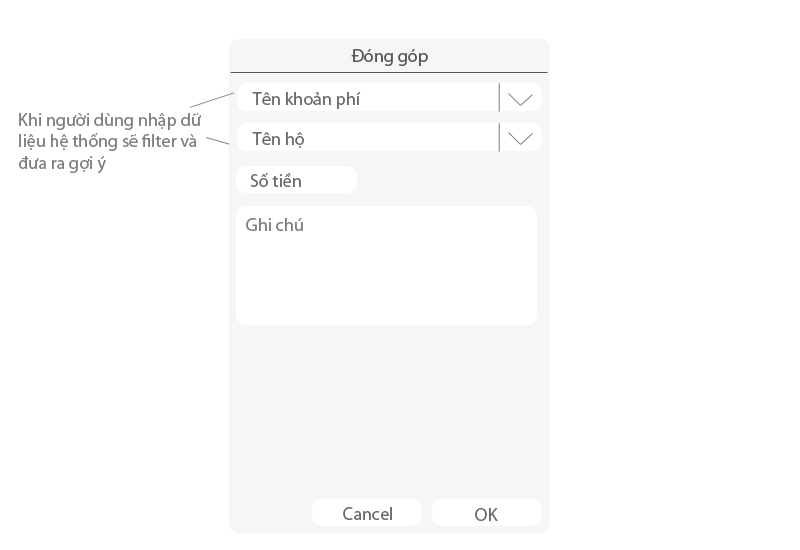 Đóng góp
Tên khoản phí
Khi người dùng nhập dữ
liệu hệ thống sẽ filter và
đưa ra gợi ý
Tên hộ
Số tiền
Ghi chú
Cancel
OK